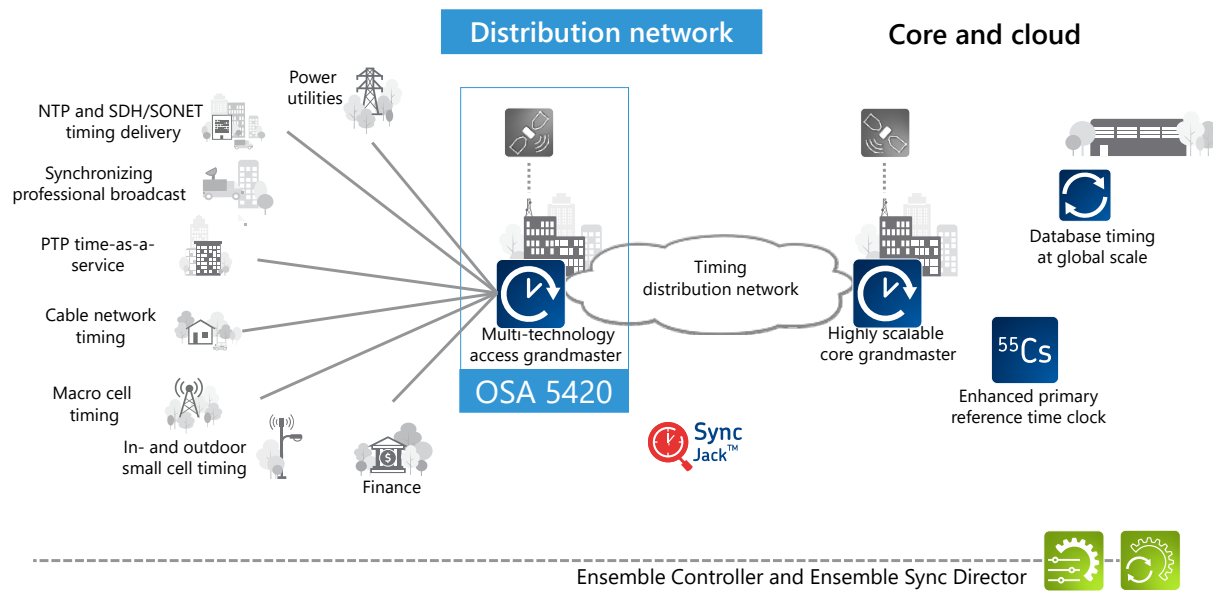 Distribution network
Core and cloud
Power
utilities
NTP and SDH/SONET
timing delivery
Synchronizing
professional broadcast
PTP time-as-a-
service
Cable network
timing
Macro cell
timing
In- and outdoor
small cell timing
$
Finance
Multi-technology
access grandmaster
OSA 5420
Timing
distribution network
Highly scalable
core grandmaster
Database timing
at global scale
55Cs
Enhanced primary
reference time clock
Sync
Jack™
Ensemble Controller and Ensemble Sync Director